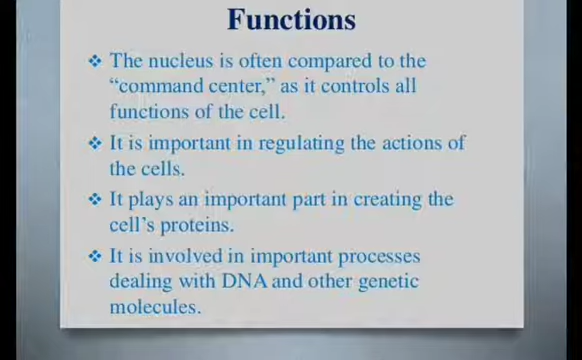 Functions
❖ The nucleus is often compared to the
“command center,” as it controls all
functions of the cell.
❖ It is important in regulating the actions of
the cells.
❖ It plays an important part in creating the
cell’s proteins.
❖ It is involved in important processes
dealing with DNA and other genetic
molecules.